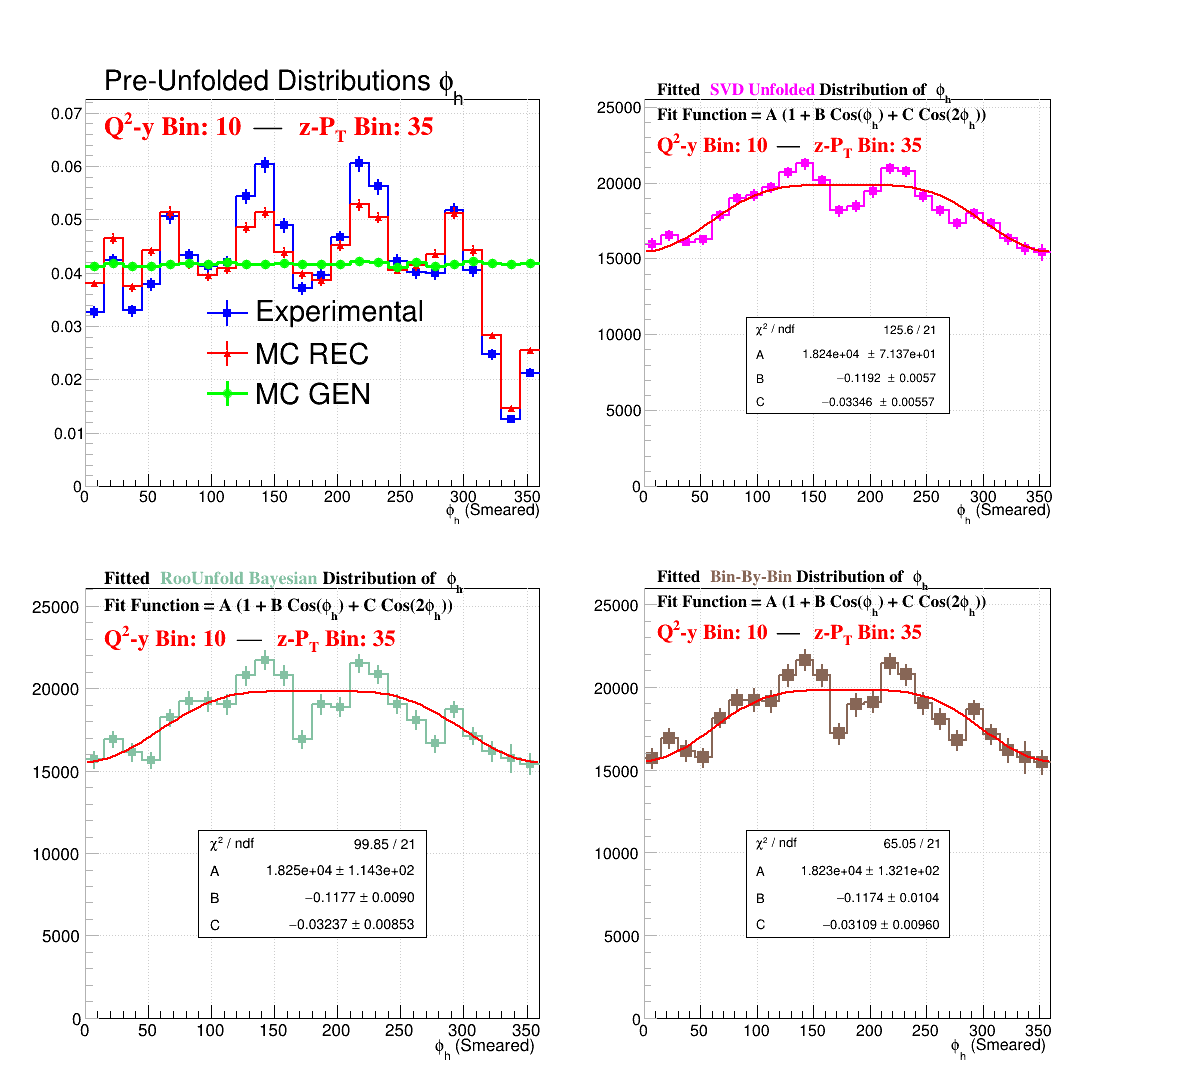 Pre-Unfolded Distributions ϕh
Q2-y Bin: 10 — z-PT Bin: 35
0.07
0.06
0.05
0.04
0.03
0.02
0.01
0
Experimental
MC REC
MC GEN
0 50 100 150 200 250 300 350
ϕh (Smeared)
Fitted SVD Unfolded Distribution of ϕh
Fit Function = A (1 + B Cos(ϕh) + C Cos(2ϕh))
Q2-y Bin: 10 — z-PT Bin: 35
25000
20000
15000
10000
5000
0
χ2 / ndf 125.6 / 21
A 1.824e+04 ± 7.137e+01
B −0.1192 ± 0.0057
C −0.03346 ± 0.00557
0 50 100 150 200 250 300 350
ϕh (Smeared)
Fitted RooUnfold Bayesian Distribution of ϕh
Fit Function = A (1 + B Cos(ϕh) + C Cos(2ϕh))
Q2-y Bin: 10 — z-PT Bin: 35
25000
20000
15000
10000
5000
0
χ2 / ndf 99.85 / 21
A 1.825e+04 ± 1.143e+02
B −0.1177 ± 0.0090
C −0.03237 ± 0.00853
0 50 100 150 200 250 300 350
ϕh (Smeared)
Fitted Bin-By-Bin Distribution of ϕh
Fit Function = A (1 + B Cos(ϕh) + C Cos(2ϕh))
Q2-y Bin: 10 — z-PT Bin: 35
25000
20000
15000
10000
5000
0
χ2 / ndf 65.05 / 21
A 1.823e+04 ± 1.321e+02
B −0.1174 ± 0.0104
C −0.03109 ± 0.00960
0 50 100 150 200 250 300 350
ϕh (Smeared)